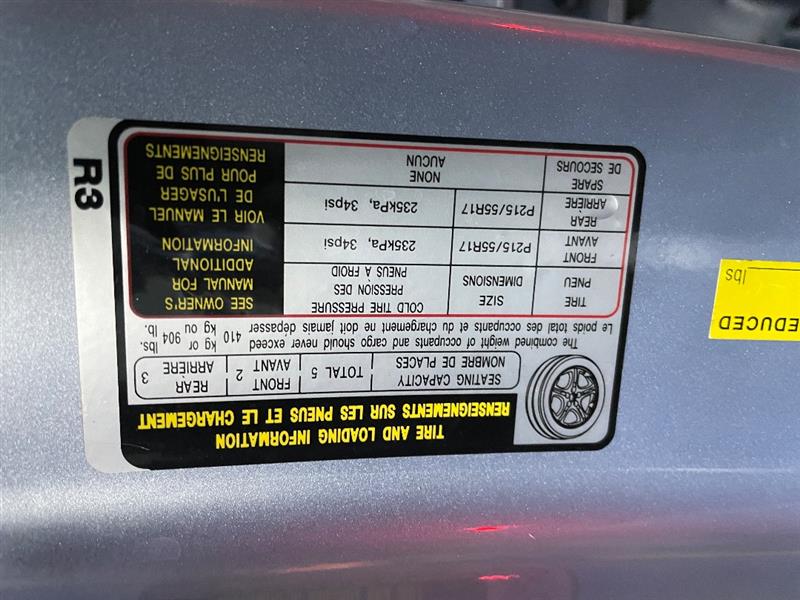 TIRE AND LOADING INFORMATION
RENSEIGNEMENTS SUR LES PNEUS ET LE CHARGEMENT
SEATING CAPACITY
NOMBRE DE PLACES
TOTAL 5
FRONT
AVANT
2
REAR
ARRIÈRE
3
The combined weight of occupants and cargo should never exceed
Le poids total des occupants et du chargement ne doit jamais dépasser
410 kg or lbs.
kg ou 904 lb.
TIRE
PNEU
SIZE
DIMENSIONS
COLD TIRE PRESSURE
PRESSION DES
PNEUS À FROID
SEE OWNER'S
MANUAL FOR
ADDITIONAL
INFORMATION
FRONT
AVANT
P215/55R17
235kPa, 34psi
REAR
ARRIÈRE
P215/55R17
235kPa, 34psi
VOIR LE MANUEL
DE L'USAGER
POUR PLUS DE
RENSEIGNEMENTS
SPARE
DE SECOURS
NONE
AUCUN
R3
EDUCED
lbs